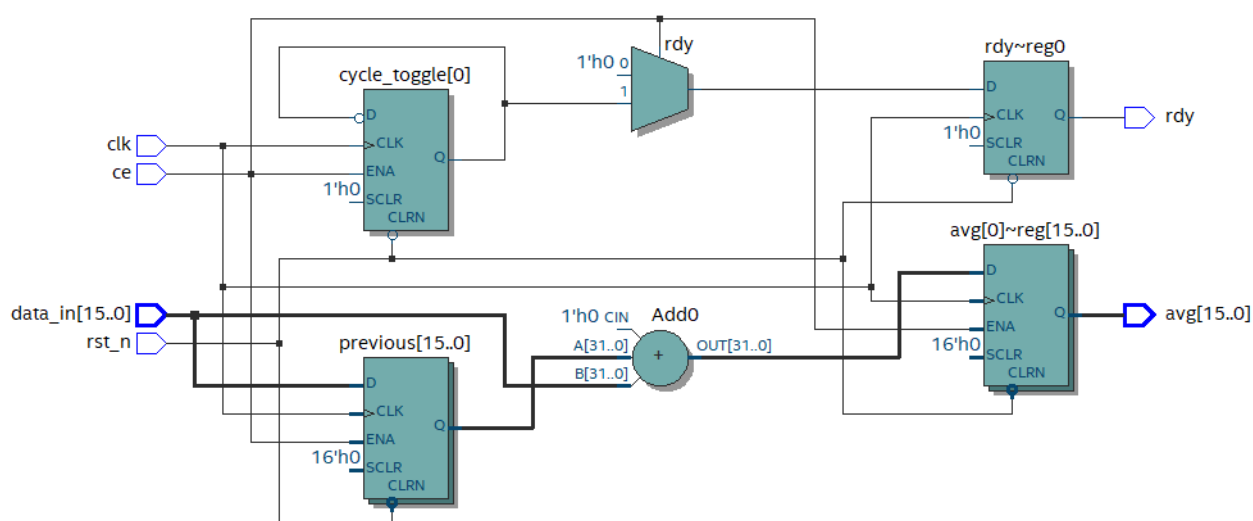 rdy
rdy~reg0
cycle_toggle[0]
1'h0 0
1
D
CLK
Q
ENA
1'h0
SCLR
CLRN
clk
ce
D
CLK
Q
1'h0
SCLR
CLRN
rdy
data_in[15..0]
rst_n
previous[15..0]
D
CLK
Q
ENA
16'h0
SCLR
CLRN
Add0
1'h0 CIN
A[31..0]
B[31..0]
+
OUT[31..0]
avg[0]~reg[15..0]
D
CLK
Q
ENA
16'h0
SCLR
CLRN
avg[15..0]